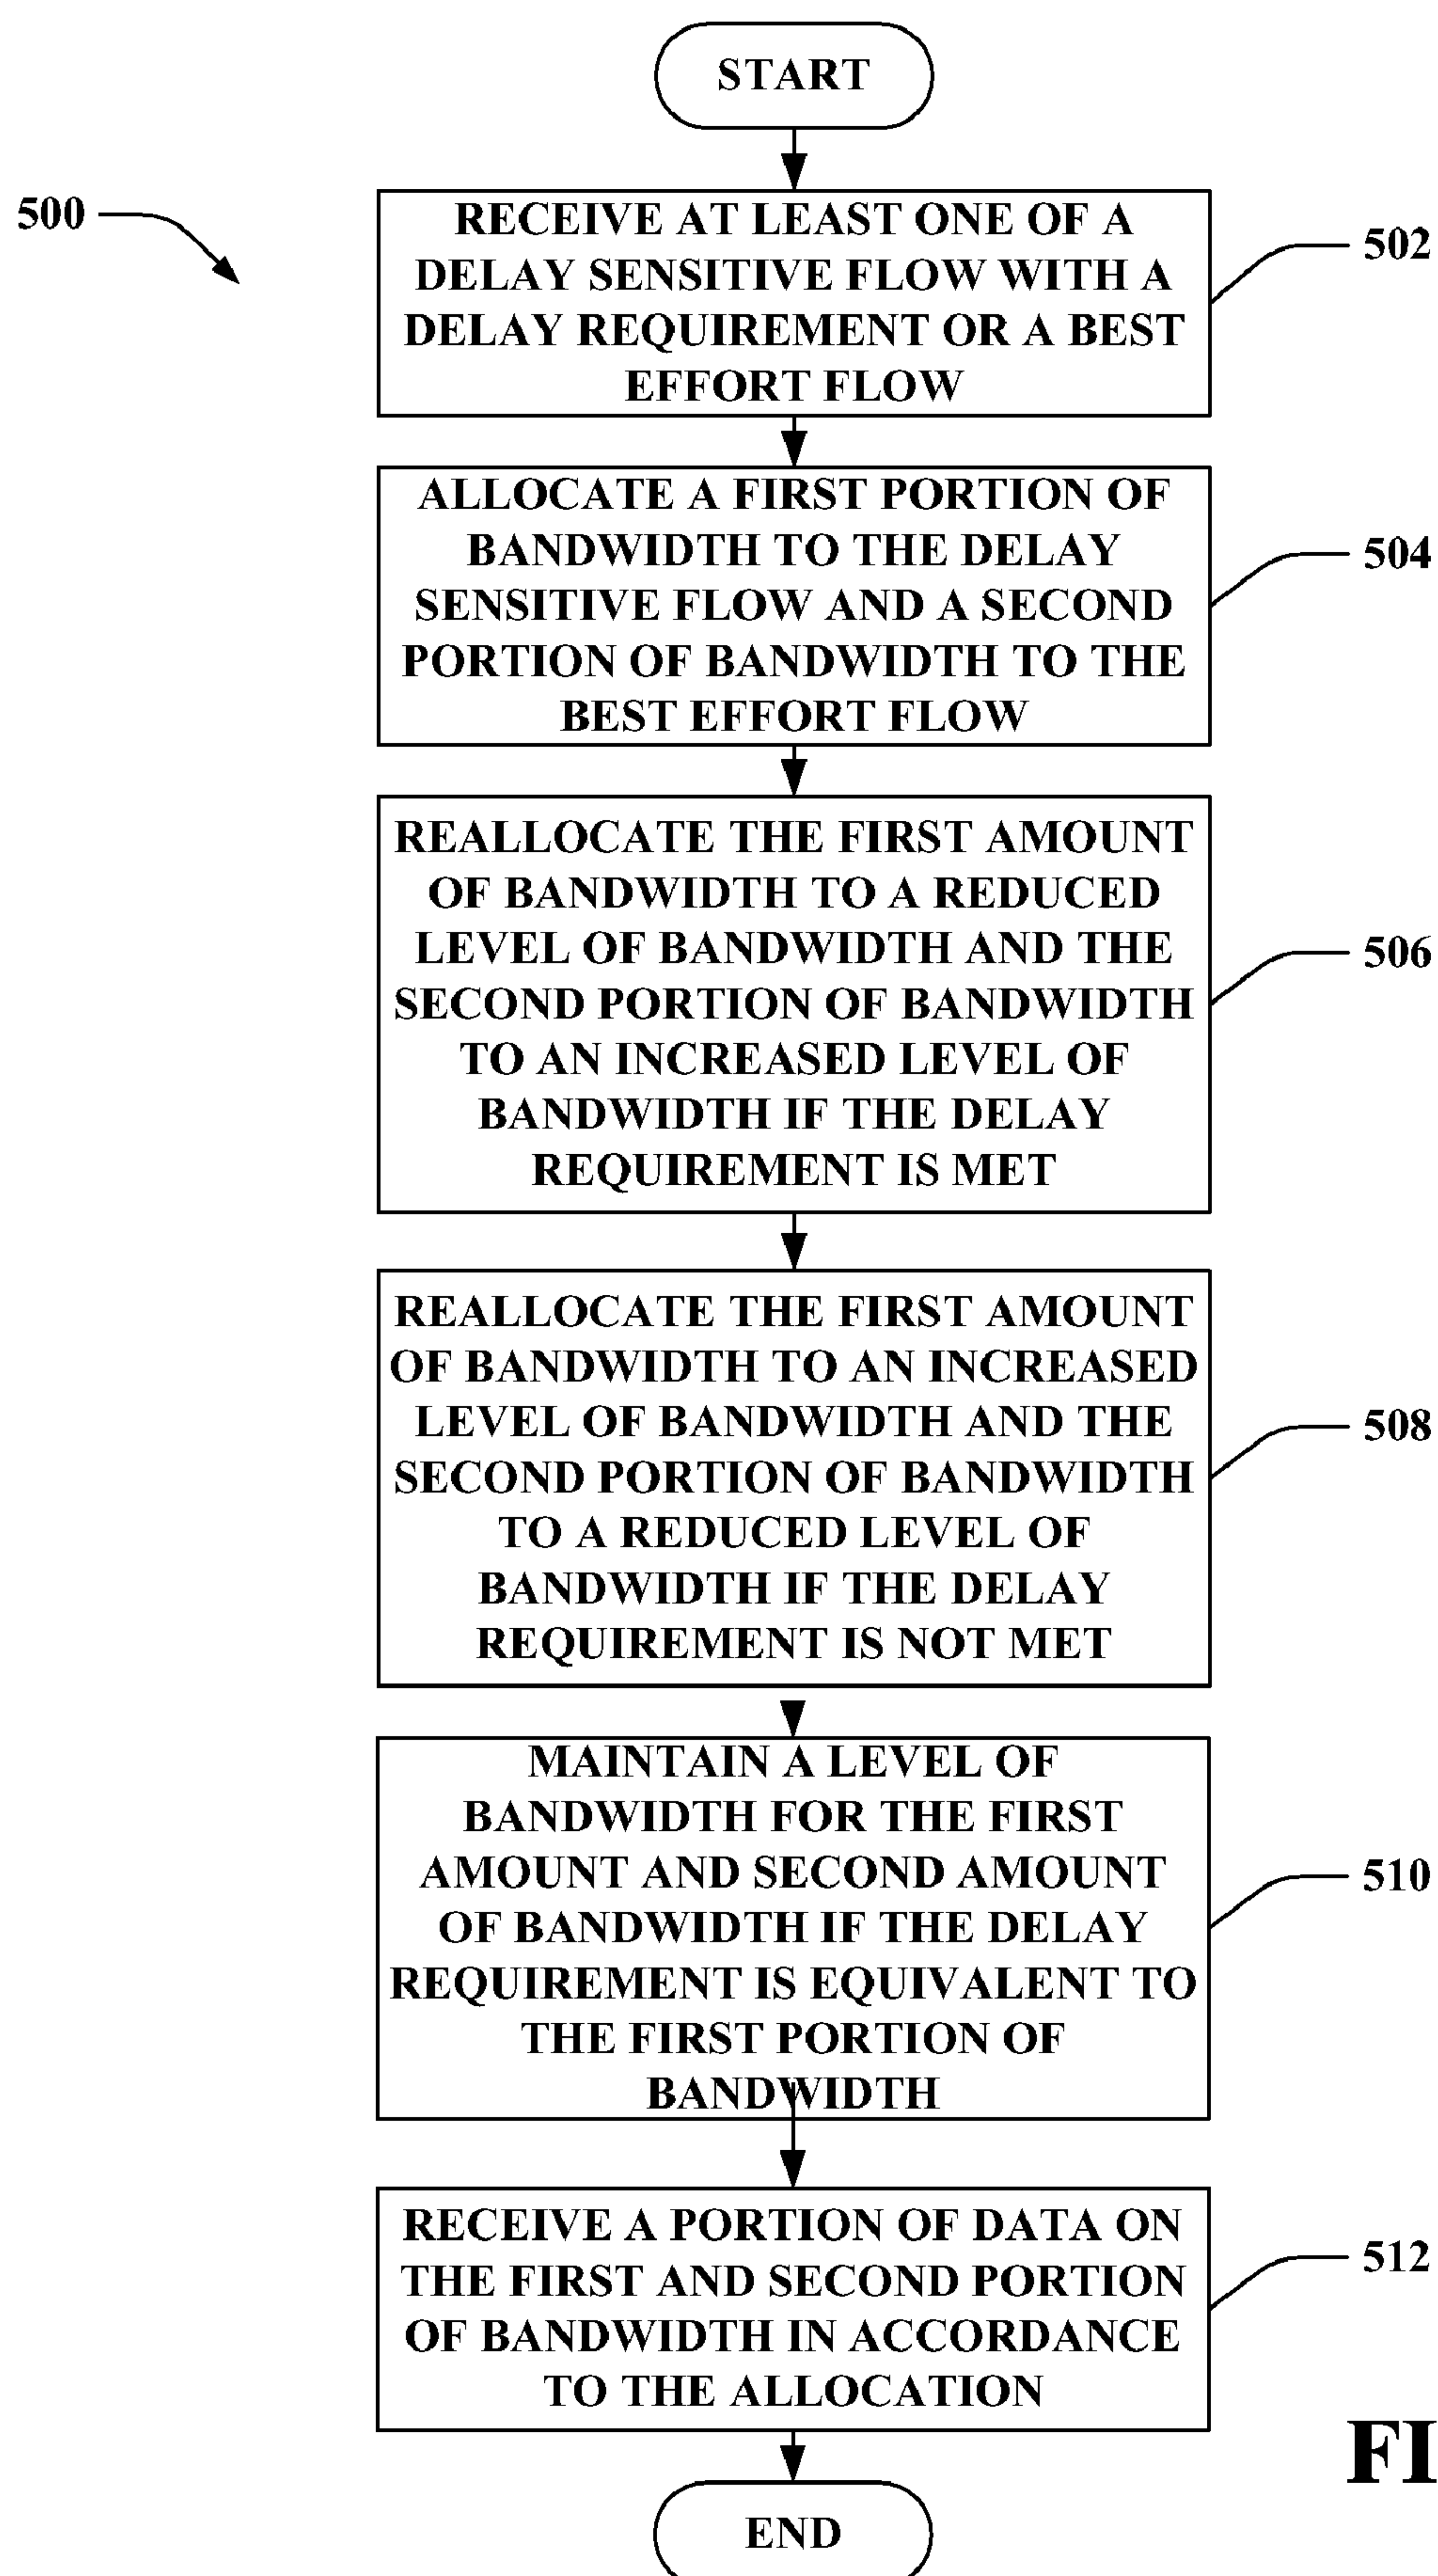 START
500
RECEIVE AT LEAST ONE OF A
DELAY SENSITIVE FLOW WITH A
DELAY REQUIREMENT OR A BEST
EFFORT FLOW
502
ALLOCATE A FIRST PORTION OF
BANDWIDTH TO THE DELAY
SENSITIVE FLOW AND A SECOND
PORTION OF BANDWIDTH TO THE
BEST EFFORT FLOW
504
REALLOCATE THE FIRST AMOUNT
OF BANDWIDTH TO A REDUCED
LEVEL OF BANDWIDTH AND THE
SECOND PORTION OF BANDWIDTH
TO AN INCREASED LEVEL OF
BANDWIDTH IF THE DELAY
REQUIREMENT IS MET
506
REALLOCATE THE FIRST AMOUNT
OF BANDWIDTH TO AN INCREASED
LEVEL OF BANDWIDTH AND THE
SECOND PORTION OF BANDWIDTH
TO A REDUCED LEVEL OF
BANDWIDTH IF THE DELAY
REQUIREMENT IS NOT MET
508
MAINTAIN A LEVEL OF
BANDWIDTH FOR THE FIRST
AMOUNT AND SECOND AMOUNT
OF BANDWIDTH IF THE DELAY
REQUIREMENT IS EQUIVALENT TO
THE FIRST PORTION OF
BANDWIDTH
510
RECEIVE A PORTION OF DATA ON
THE FIRST AND SECOND PORTION
OF BANDWIDTH IN ACCORDANCE
TO THE ALLOCATION
512
FI
END